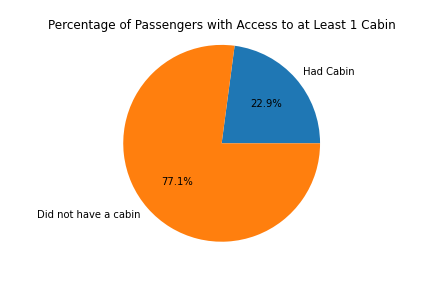 Percentage of Passengers with Access to at Least 1 Cabin
Had Cabin
22.9%
77.1%
Did not have a cabin